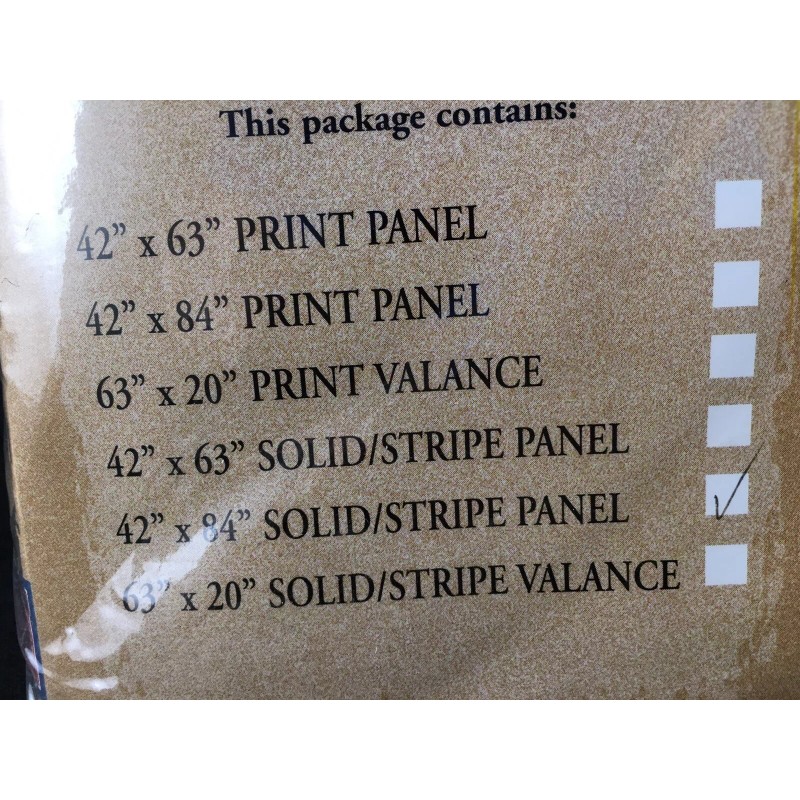 This package contains:
42” x 63” PRINT PANEL
42” x 84” PRINT PANEL
63” x 20” PRINT VALANCE
42” x 63” SOLID/STRIPE PANEL
42” x 84” SOLID/STRIPE PANEL
63” x 20” SOLID/STRIPE VALANCE